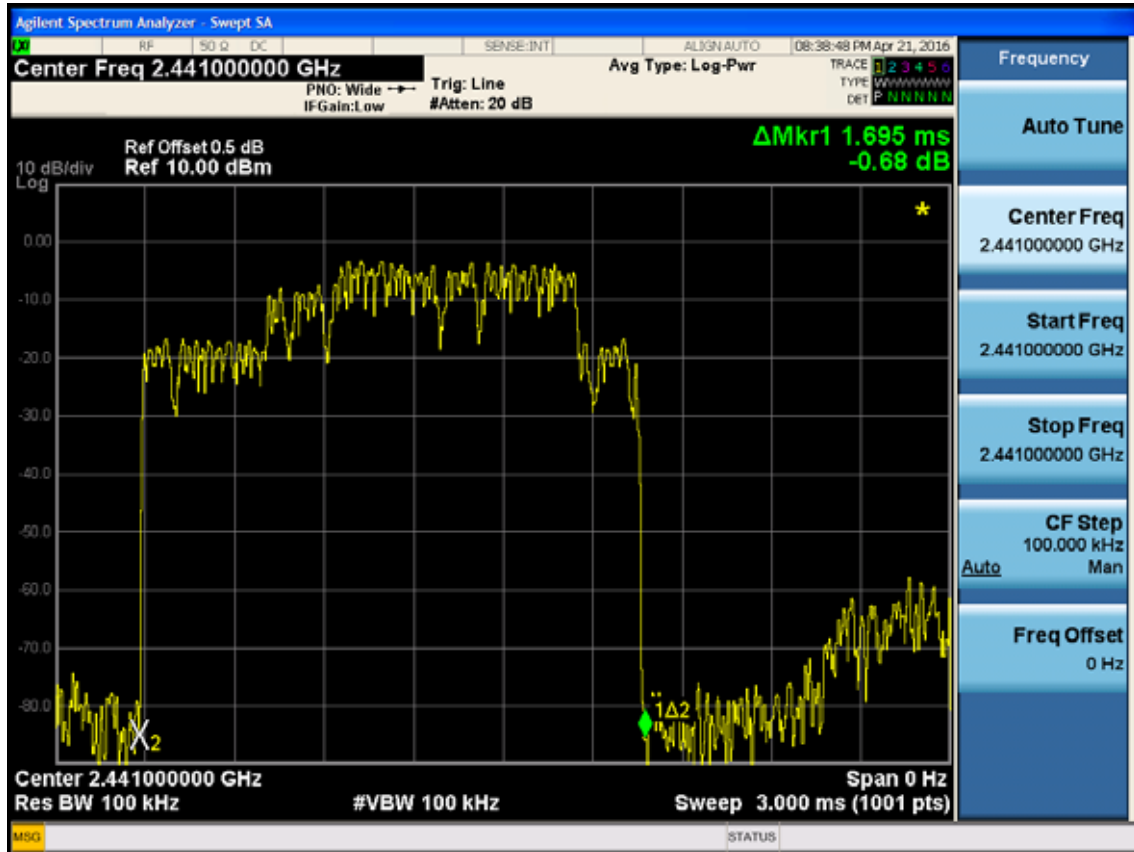 Agilent Spectrum Analyzer - Swept SA
LXI RF 50 Ω DC SENSE:INT ALIGN AUTO 08:38:48 PM Apr 21, 2016
Center Freq 2.441000000 GHz
PNO: Wide
IFGain:Low
Trig: Line
#Atten: 20 dB
Avg Type: Log-Pwr
TRACE 1 2 3 4 5 6
TYPE WWWWWW
DET P N N N N N
ΔMkr1 1.695 ms
-0.68 dB
Ref Offset 0.5 dB
10 dB/div Ref 10.00 dBm
Log
*
0.00
-10.0
-20.0
-30.0
-40.0
-50.0
-60.0
-70.0
-80.0
2
1Δ2
Center 2.441000000 GHz Span 0 Hz
Res BW 100 kHz #VBW 100 kHz Sweep 3.000 ms (1001 pts)
MSG STATUS
Frequency
Auto Tune
Center Freq
2.441000000 GHz
Start Freq
2.441000000 GHz
Stop Freq
2.441000000 GHz
CF Step
100.000 kHz
Auto Man
Freq Offset
0 Hz